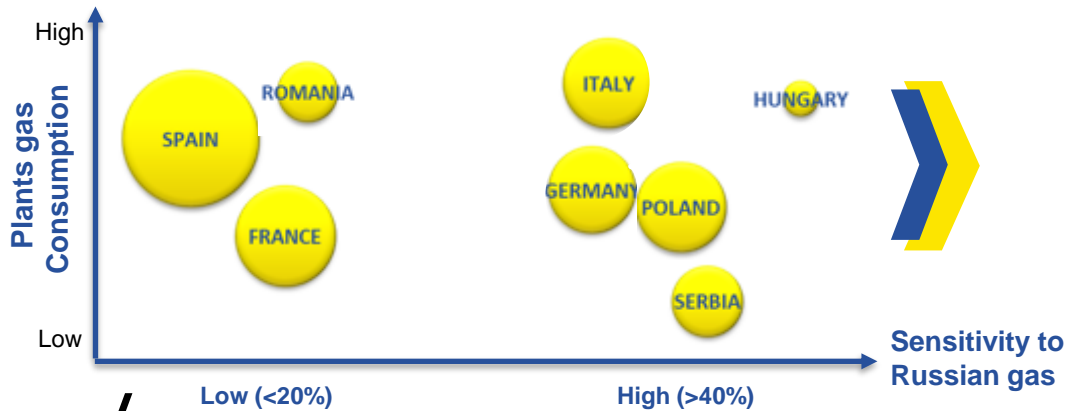 High
Plants gas
Consumption
Low
ROMANIA
SPAIN
FRANCE
ITALY
HUNGARY
GERMANY
POLAND
SERBIA
Low (<20%)
High (>40%)
Sensitivity to
Russian gas